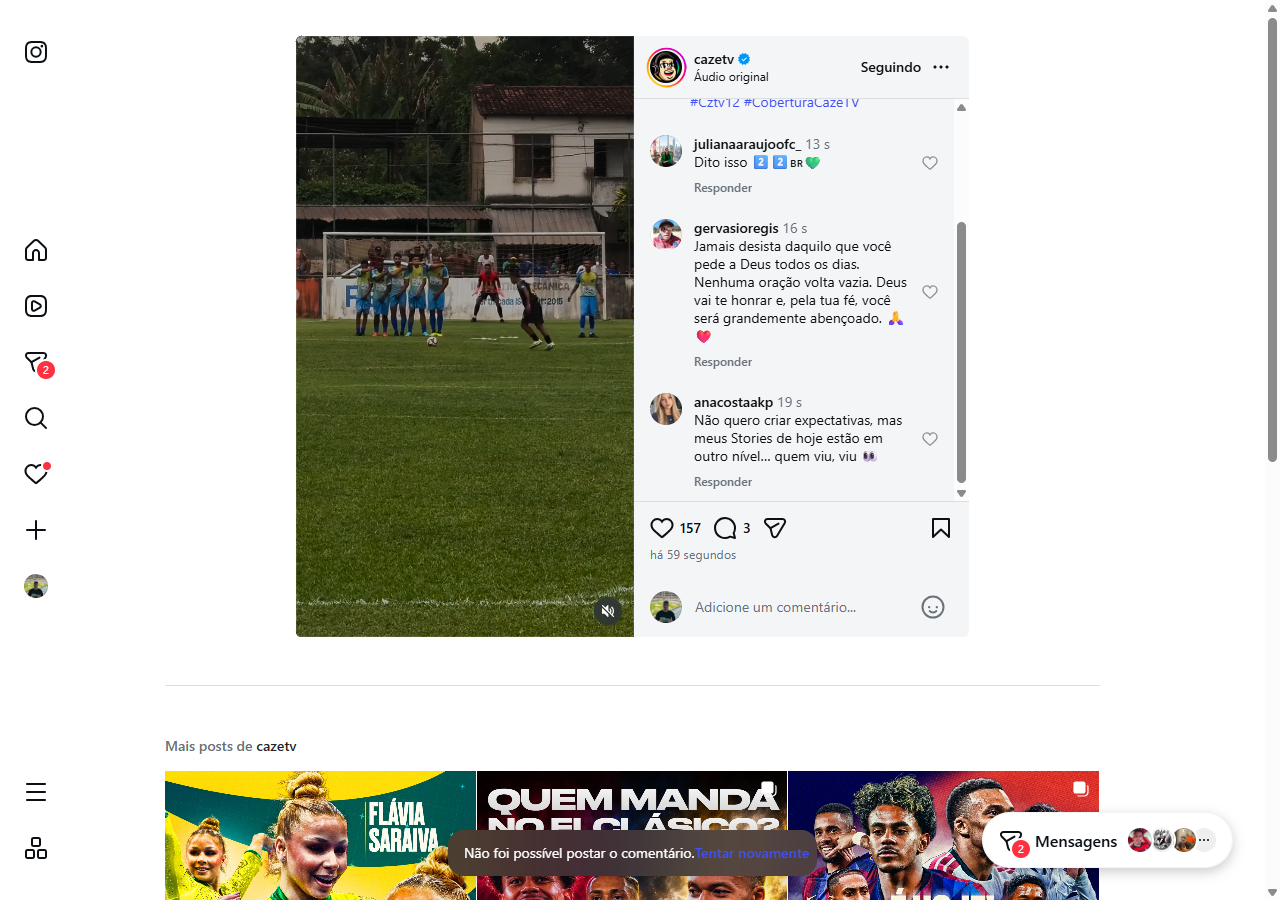 cazetv
Áudio original
Seguindo
#Cztv12 #CoberturaCazeTV
julianaaraujoofc_ 13 s
Dito isso 2️⃣ 2️⃣ BR💚
Responder
gervasioregis 16 s
Jamais desista daquilo que você
pede a Deus todos os dias.
Nenhuma oração volta vazia. Deus
vai te honrar e, pela tua fé, você
será grandemente abençoado. 🙏
❤️
Responder
anacostaakp 19 s
Não quero criar expectativas, mas
meus Stories de hoje estão em
outro nível... quem viu, viu 👀
Responder
157
3
há 59 segundos
Adicione um comentário...
2
Mais posts de cazetv
FLÁVIA
SARAIVA
QUEM MANDA
NO EL CLÁSICO?
Não foi possível postar o comentário.Tentar novamente
2
Mensagens